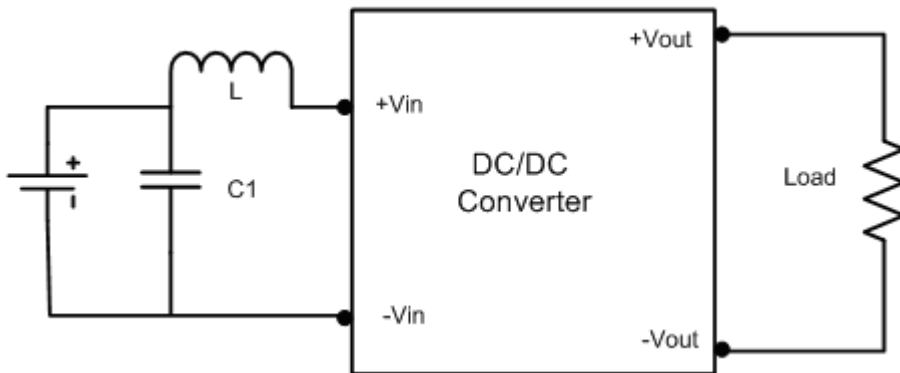 +Vout
L
+Vin
DC/DC
Converter
C1
Load
+
-
-Vin
-Vout